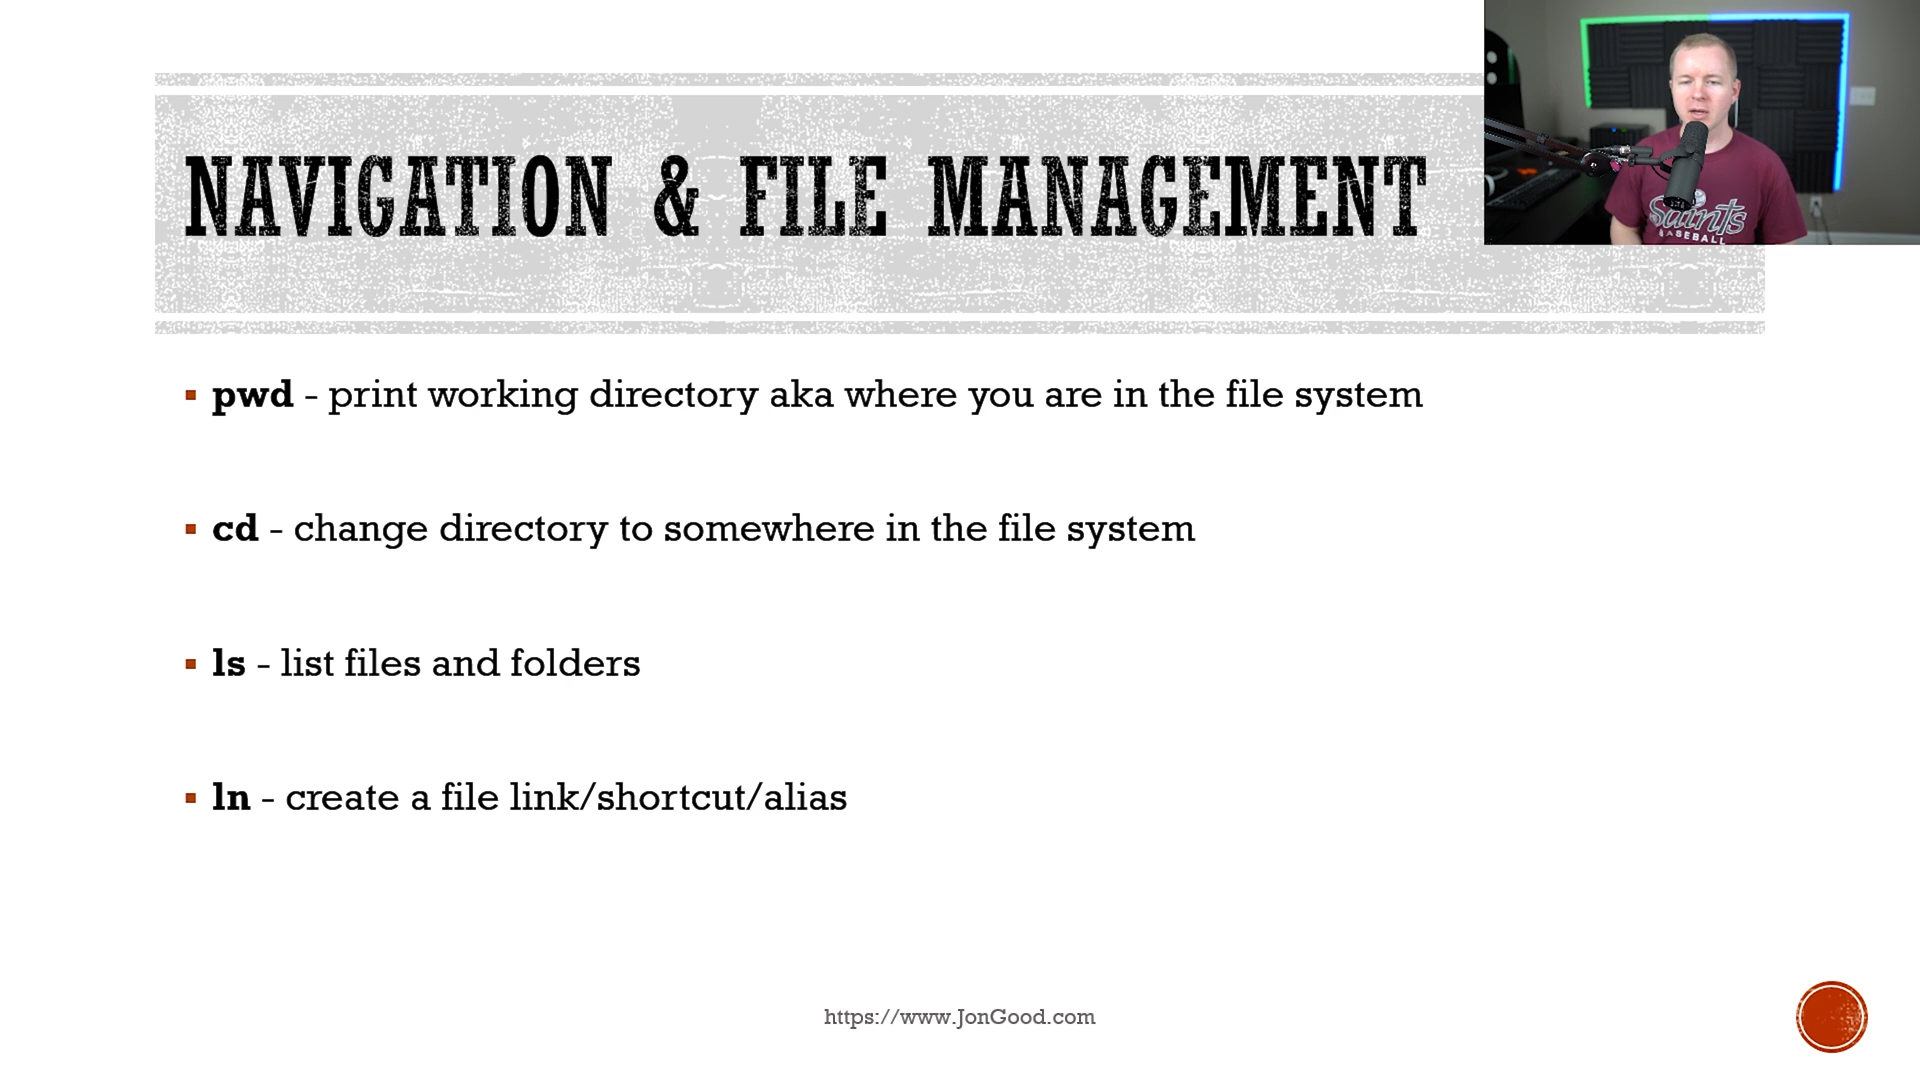 NAVIGATION & FILE MANAGEMENT
Saints
BASEBALL
pwd - print working directory aka where you are in the file system
cd - change directory to somewhere in the file system
ls - list files and folders
ln - create a file link/shortcut/alias
https://www.JonGood.com